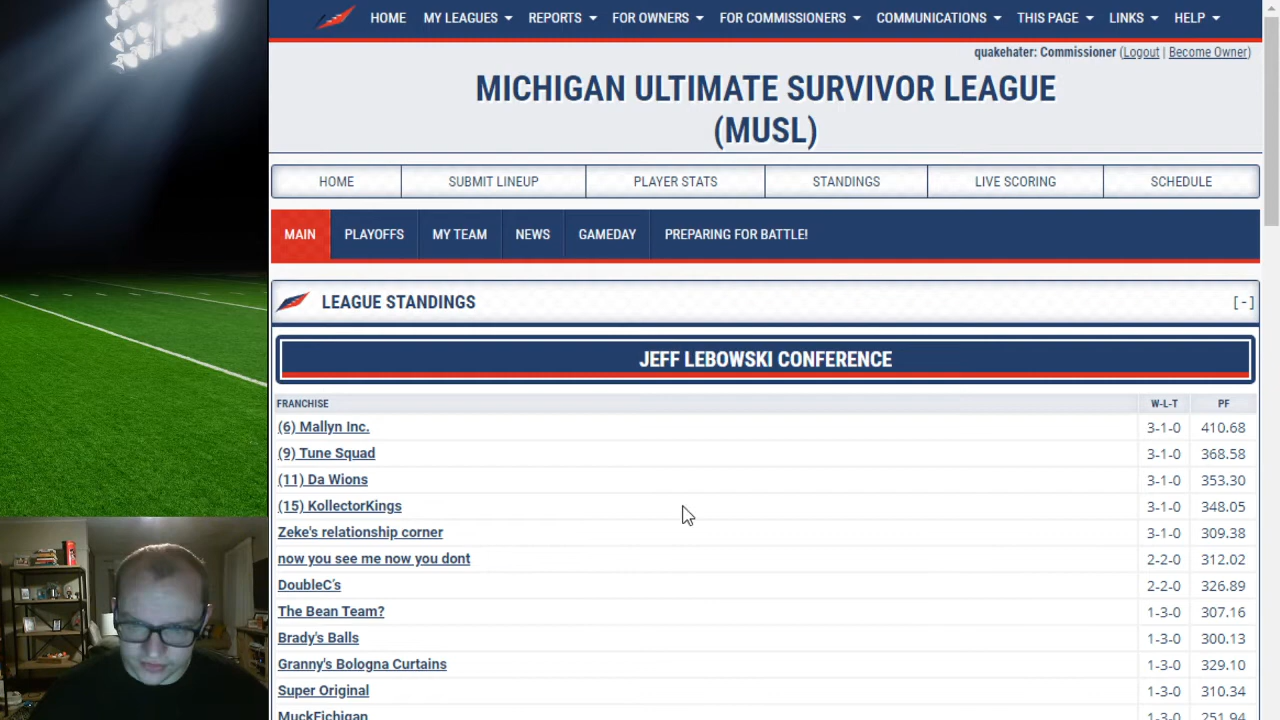 HOME MY LEAGUES REPORTS FOR OWNERS FOR COMMISSIONERS COMMUNICATIONS THIS PAGE LINKS HELP
quakehater: Commissioner (Logout | Become Owner)
MICHIGAN ULTIMATE SURVIVOR LEAGUE
(MUSL)
HOME SUBMIT LINEUP PLAYER STATS STANDINGS LIVE SCORING SCHEDULE
MAIN PLAYOFFS MY TEAM NEWS GAMEDAY PREPARING FOR BATTLE!
LEAGUE STANDINGS [-]
JEFF LEBOWSKI CONFERENCE
FRANCHISE W-L-T PF
(6) Mallyn Inc. 3-1-0 410.68
(9) Tune Squad 3-1-0 368.58
(11) Da Wions 3-1-0 353.30
(15) KollectorKings 3-1-0 348.05
Zeke's relationship corner 3-1-0 309.38
now you see me now you dont 2-2-0 312.02
DoubleC's 2-2-0 326.89
The Bean Team? 1-3-0 307.16
Brady's Balls 1-3-0 300.13
Granny's Bologna Curtains 1-3-0 329.10
Super Original 1-3-0 310.34
MuckFichigan 1-3-0 251.94